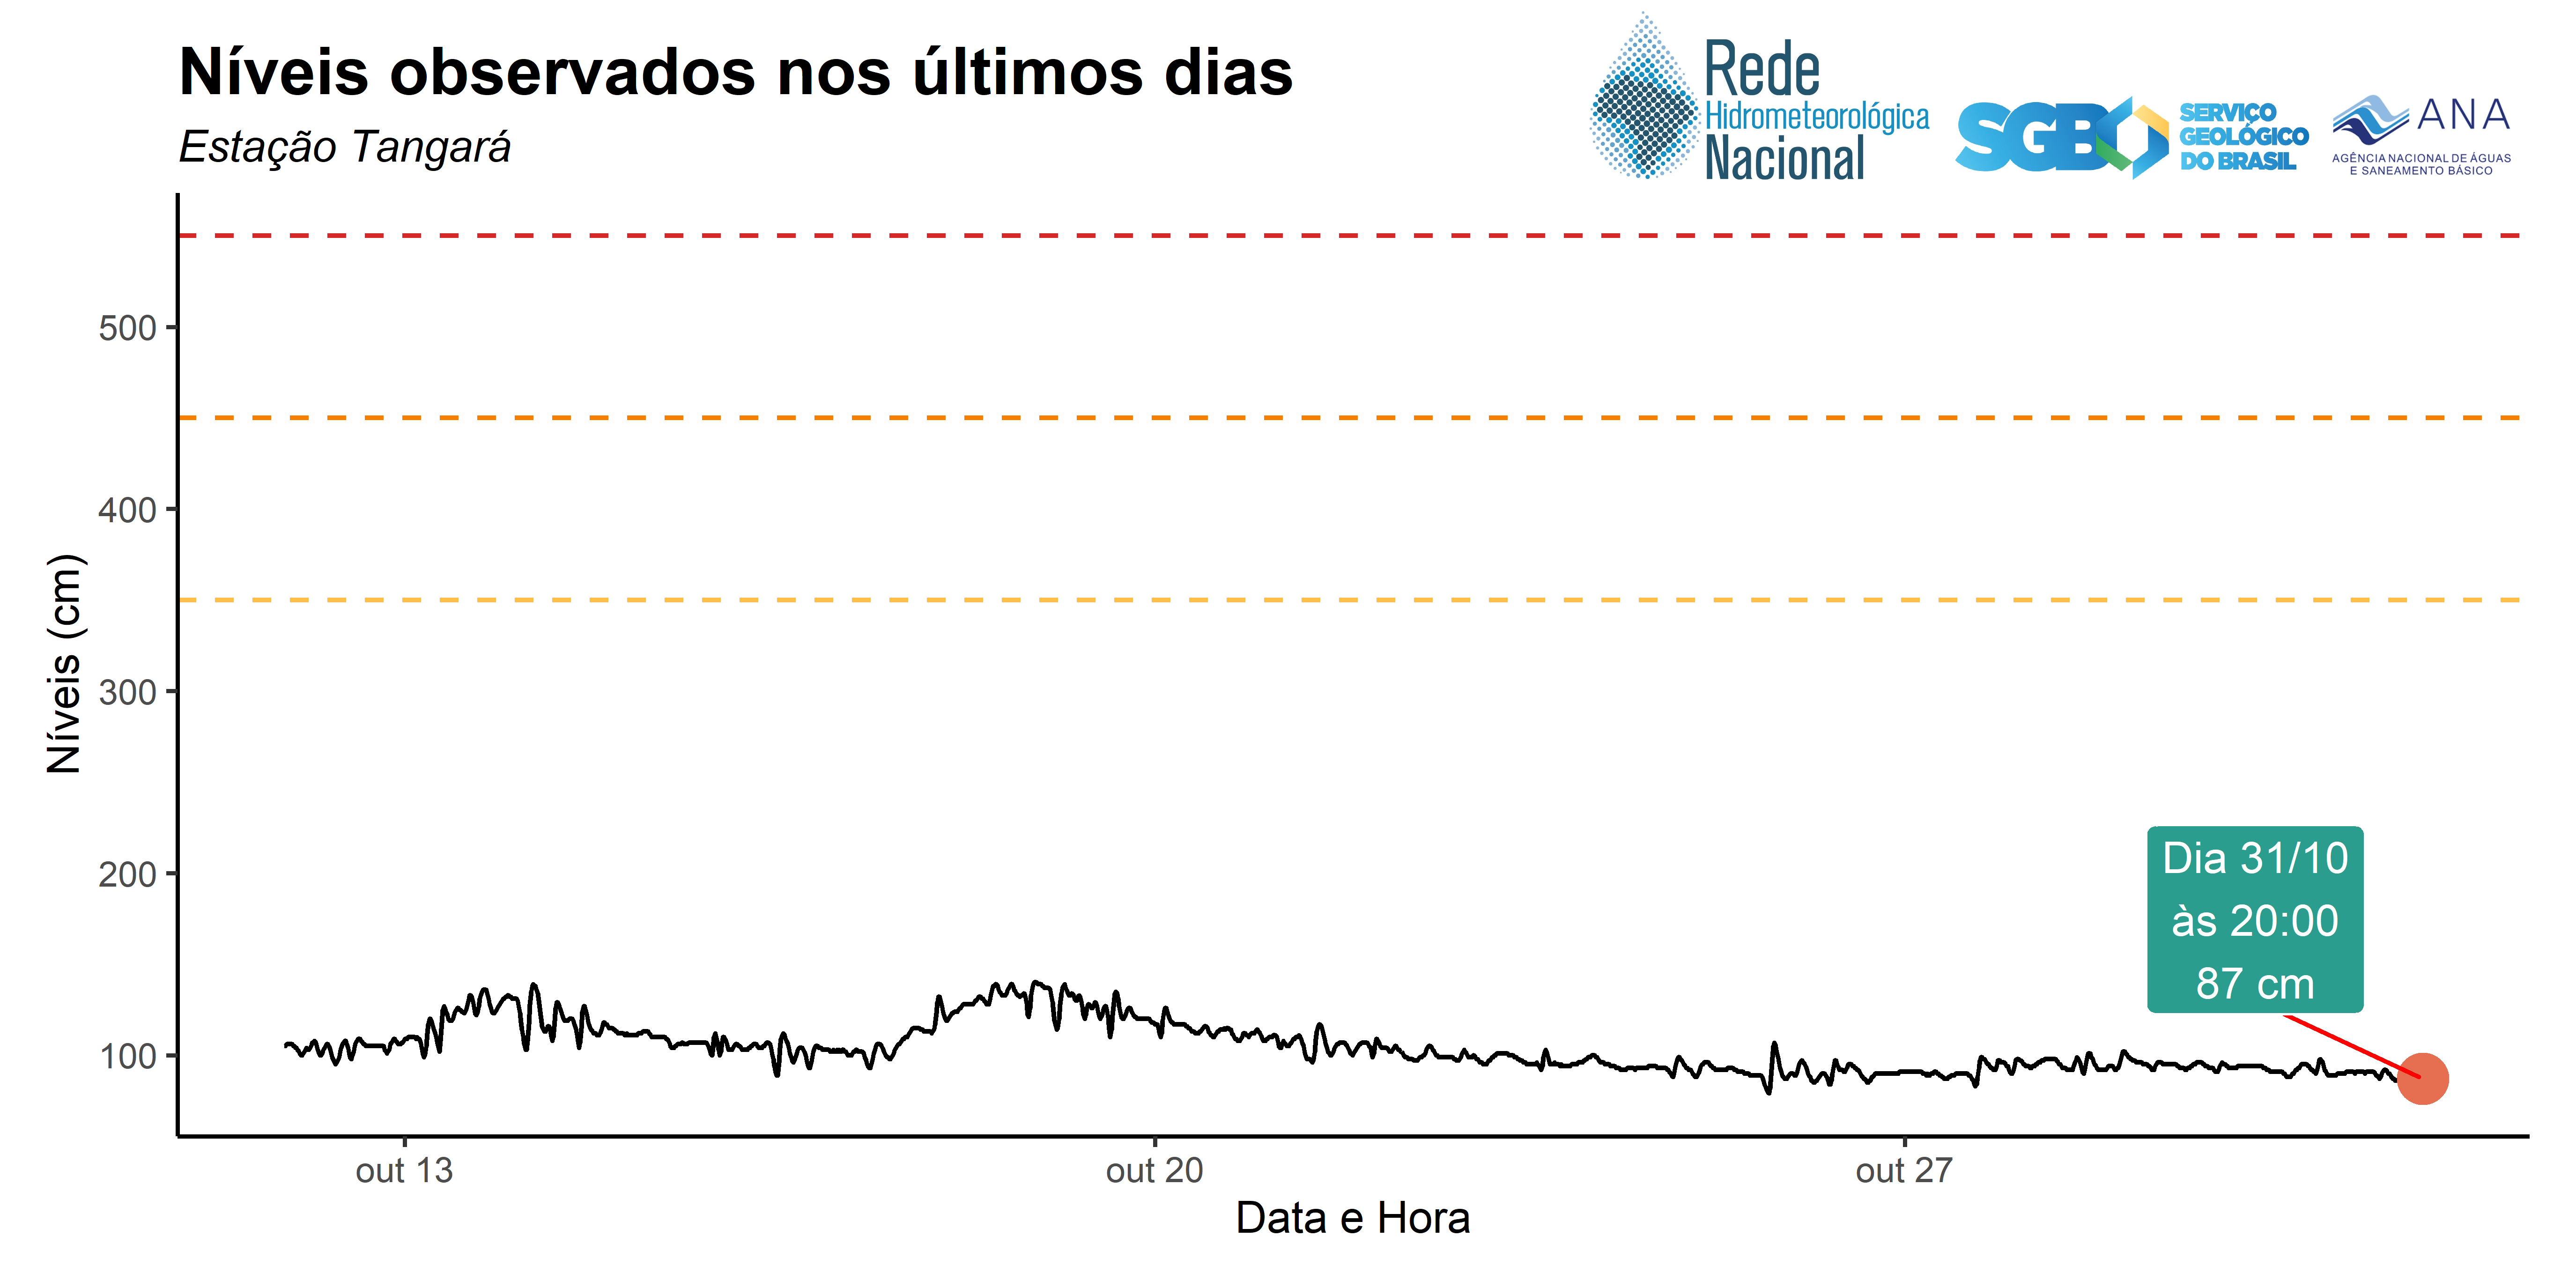 Níveis observados nos últimos dias
Estação Tangará
Rede
Hidrometeorológica
Nacional
SGB
SERVIÇO
GEOLÓGICO
DO BRASIL
ANA
AGÊNCIA NACIONAL DE ÁGUAS
E SANEAMENTO BÁSICO
Níveis (cm)
500
400
300
200
100
Dia 31/10
às 20:00
87 cm
out 13
out 20
out 27
Data e Hora